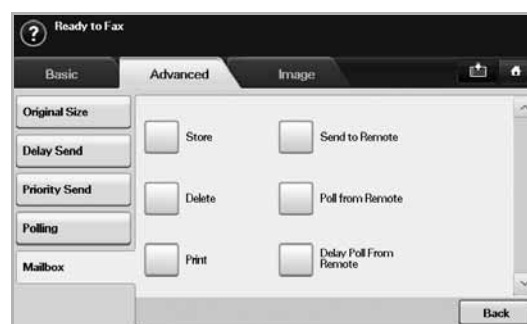 ?
Ready to Fax
Basic
Advanced
Image
Original Size
Delay Send
Priority Send
Polling
Mailbox
Store
Send to Remote
Delete
Poll from Remote
Print
Delay Poll From
Remote
Back